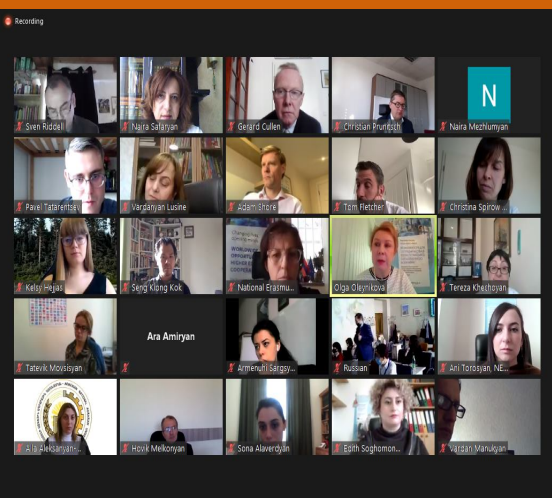 Recording
Sven Riddell
Naira Safaryan
Gerard Cullen
Christian Pruntsch
N
Naira Mezhlumyan
Pavel Tatarentsev
Vardanyan Lusine
Adam Shore
Tom Fletcher
Christina Spirow...
Kelsy Hejjas
Seng Kiong Kok
National Erasmu...
Olga Oleynikova
Tereza Khechoyan
Tatevik Movsisyan
Ara Amiryan
Armenuhi Sargsy...
Russian
Ani Torosyan, NE...
Alla Aleksanyan-...
Hovik Melkonyan
Sona Alaverdyan
Edith Soghomon...
Vardan Manukyan